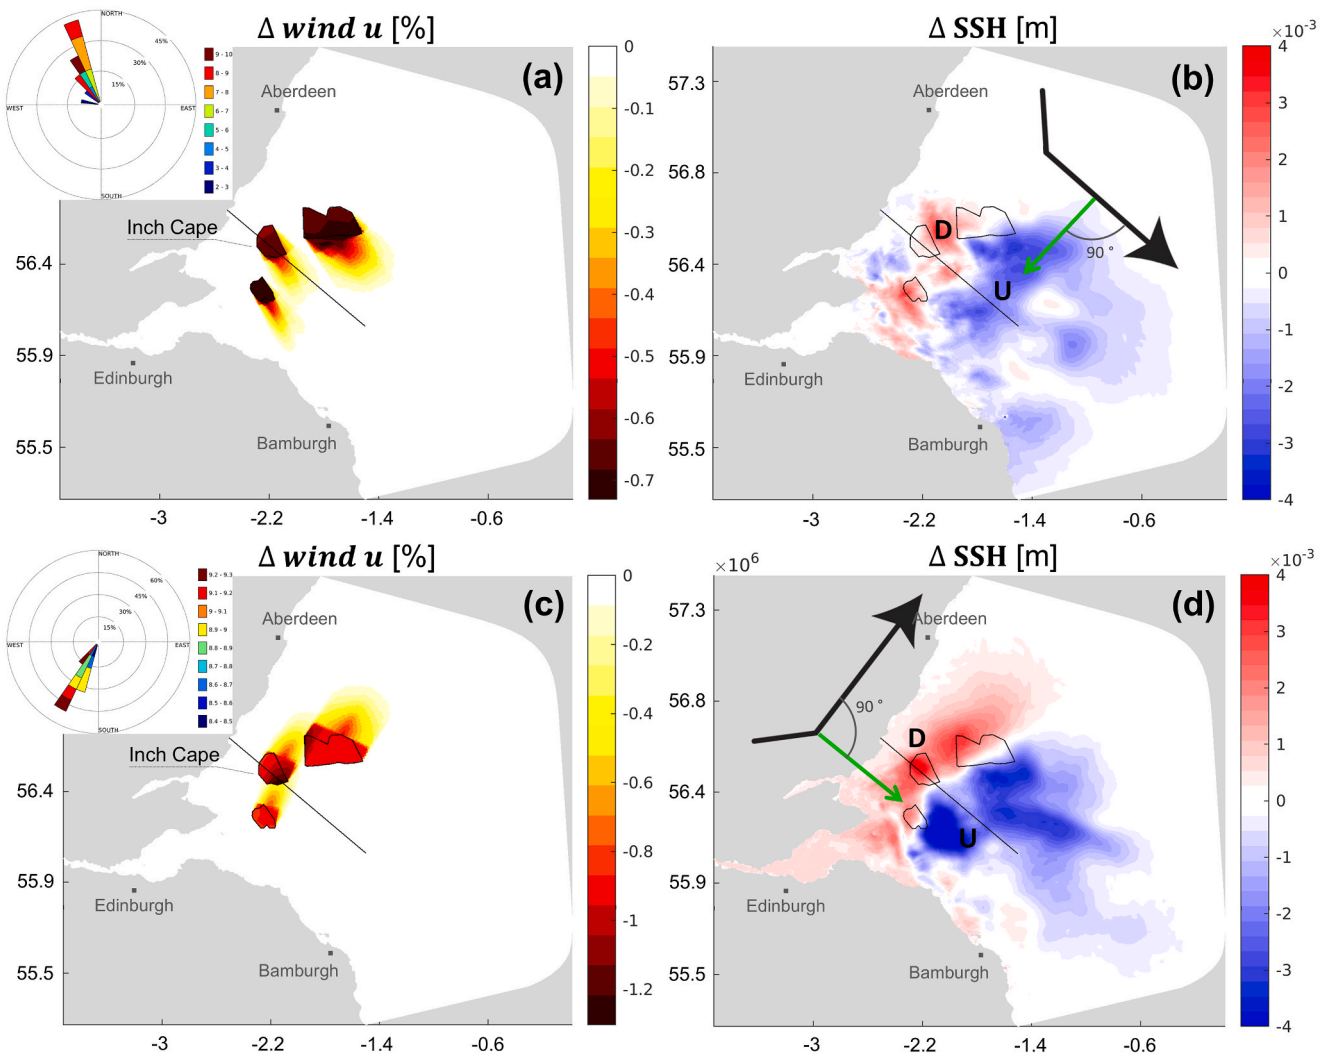 Δ wind u [%]
NORTH
WEST
EAST
SOUTH
45%
30%
15%
9 - 10
8 - 9
7 - 8
6 - 7
5 - 6
4 - 5
3 - 4
2 - 3
(a)
Aberdeen
Inch Cape
Edinburgh
Bamburgh
56.4
55.9
55.5
-3
-2.2
-1.4
-0.6
0
-0.1
-0.2
-0.3
-0.4
-0.5
-0.6
-0.7
Δ SSH [m]
(b)
57.3
56.8
56.4
55.9
55.5
Aberdeen
D
U
90 °
Edinburgh
Bamburgh
-3
-2.2
-1.4
-0.6
×10⁻³
4
3
2
1
0
-1
-2
-3
-4
Δ wind u [%]
NORTH
WEST
EAST
SOUTH
60%
45%
30%
15%
9.2 - 9.3
9.1 - 9.2
9 - 9.1
8.9 - 9
8.8 - 8.9
8.7 - 8.8
8.6 - 8.7
8.5 - 8.6
8.4 - 8.5
(c)
Aberdeen
Inch Cape
Edinburgh
Bamburgh
56.4
55.9
55.5
-3
-2.2
-1.4
-0.6
0
-0.2
-0.4
-0.6
-0.8
-1
-1.2
Δ SSH [m]
×10⁶
(d)
57.3
56.8
56.4
55.9
55.5
Aberdeen
90 °
D
U
Edinburgh
Bamburgh
-3
-2.2
-1.4
-0.6
×10⁻³
4
3
2
1
0
-1
-2
-3
-4